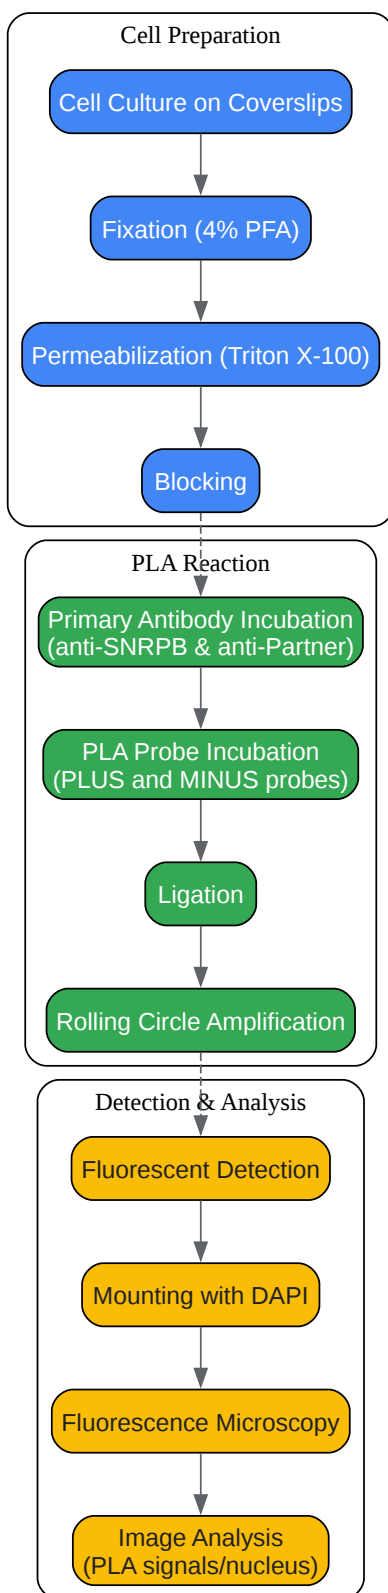 Cell Preparation
Cell Culture on Coverslips
Fixation (4% PFA)
Permeabilization (Triton X-100)
Blocking
PLA Reaction
Primary Antibody Incubation
(anti-SNRPB & anti-Partner)
PLA Probe Incubation
(PLUS and MINUS probes)
Ligation
Rolling Circle Amplification
Detection & Analysis
Fluorescent Detection
Mounting with DAPI
Fluorescence Microscopy
Image Analysis
(PLA signals/nucleus)